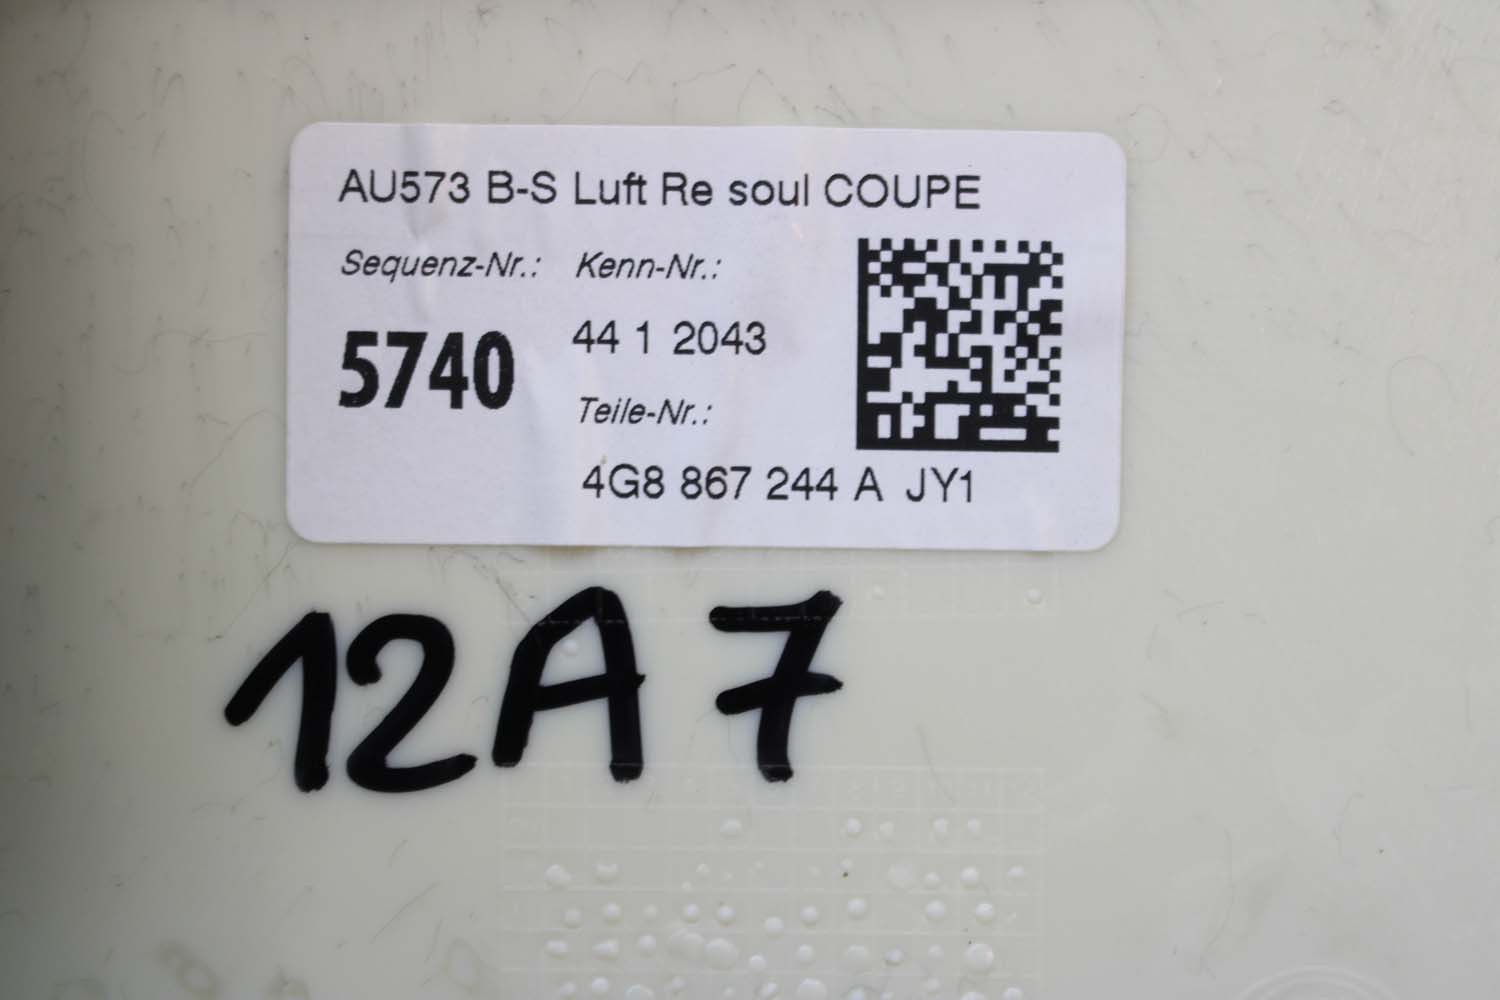 AU573 B-S Luft Re soul COUPE
Sequenz-Nr.: Kenn-Nr.:
5740 44 1 2043
Teile-Nr.:
4G8 867 244 A JY1
12A7